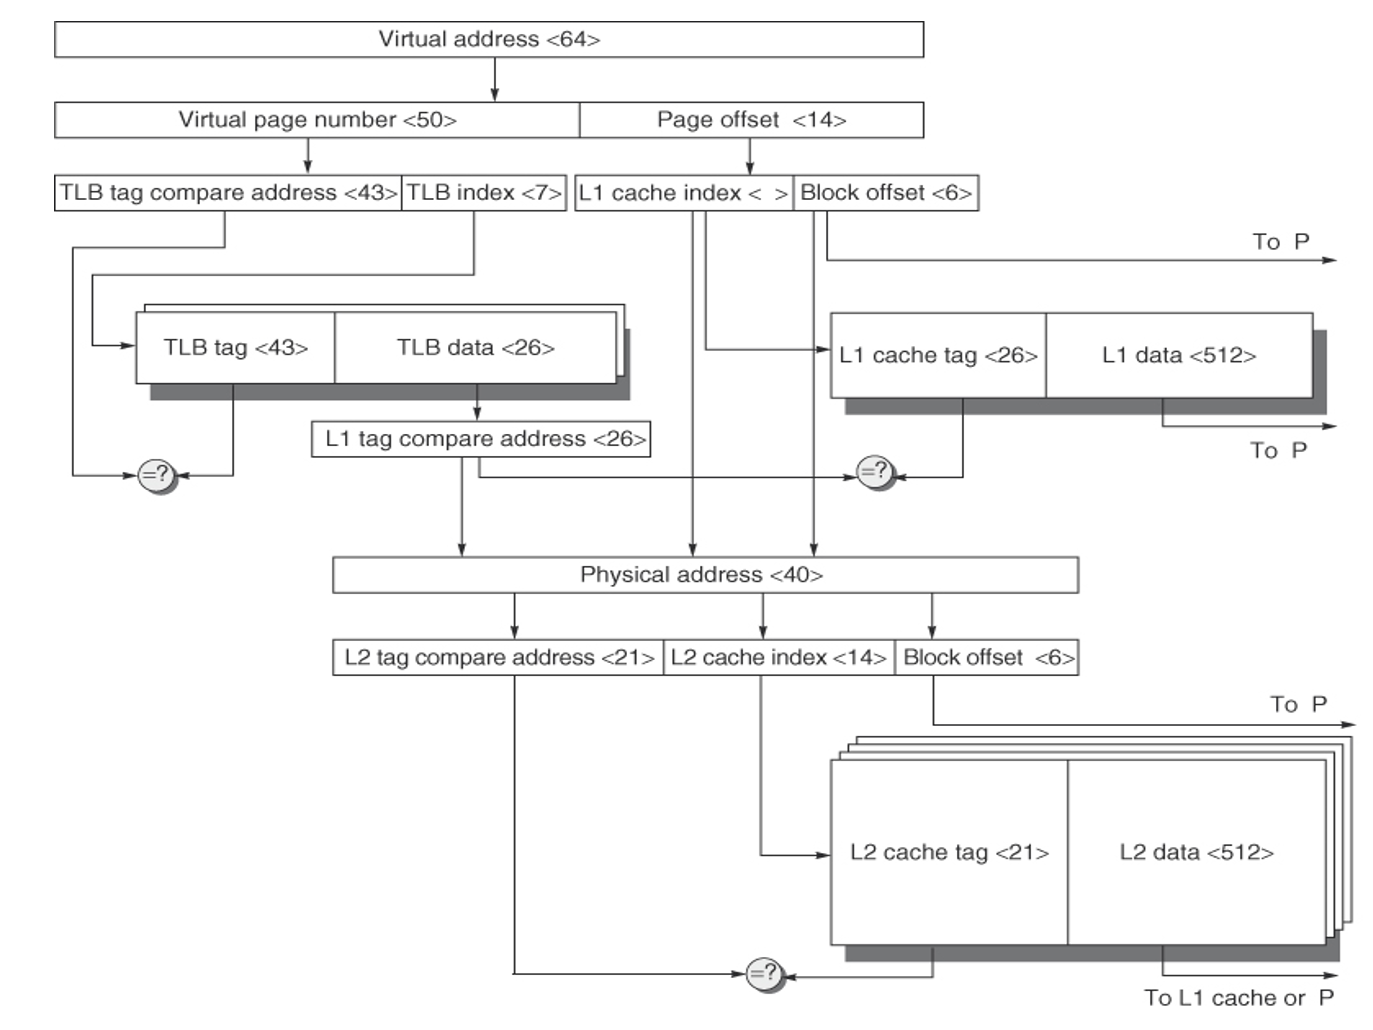 Virtual address <64>
Virtual page number <50>
Page offset <14>
TLB tag compare address <43>
TLB index <7>
L1 cache index < >
Block offset <6>
To P
TLB tag <43>
TLB data <26>
L1 cache tag <26>
L1 data <512>
L1 tag compare address <26>
To P
=?
=?
Physical address <40>
L2 tag compare address <21>
L2 cache index <14>
Block offset <6>
To P
L2 cache tag <21>
L2 data <512>
=?
To L1 cache or P